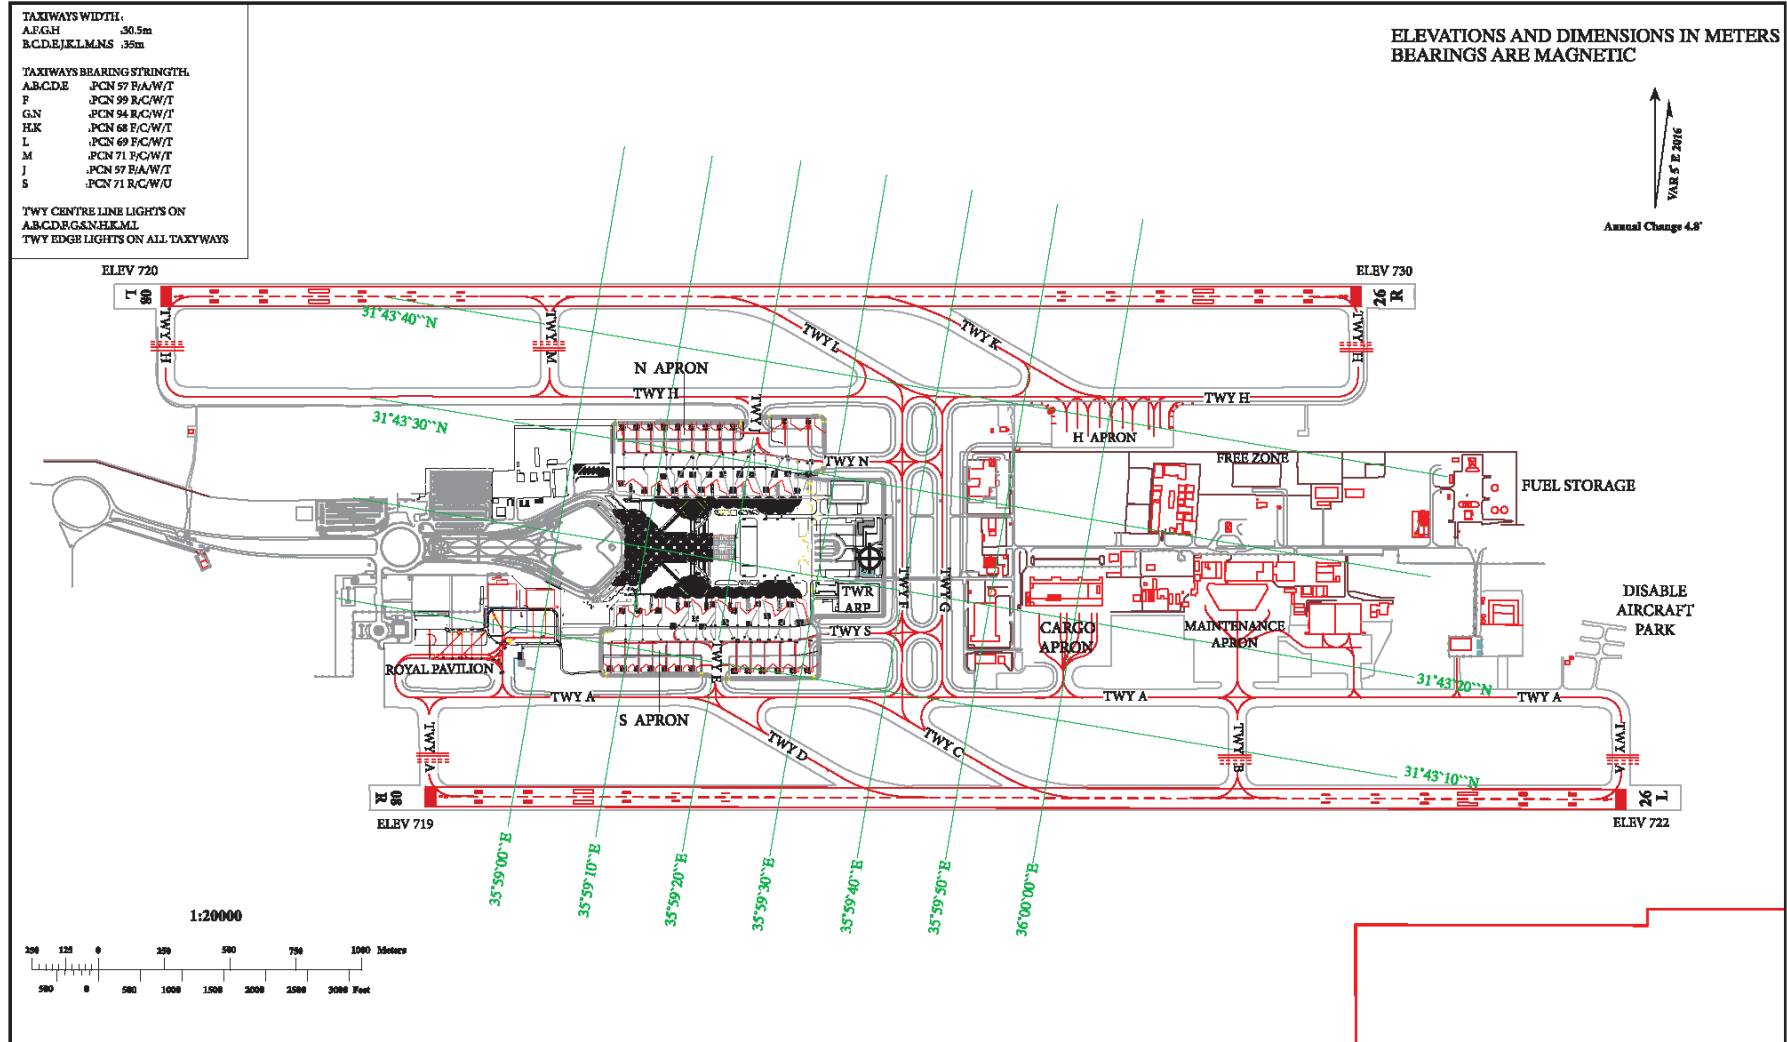 TAXIWAYS WIDTH:
A.F.G.H :30.5m
B.C.D.E.J.K.L.M.N.S :35m
TAXIWAYS BEARING STRINGTH:
A.B.C.D.E :PCN 57 F/A/W/T
F :PCN 99 R/C/W/T
G.N :PCN 94 R/C/W/T
H.K :PCN 68 F/C/W/T
L :PCN 69 F/C/W/T
M :PCN 71 F/C/W/T
J :PCN 57 F/A/W/T
S :PCN 71 R/C/W/U
TWY CENTRE LINE LIGHTS ON
A.B.C.D.F.G.S.N.H.K.M.L
TWY EDGE LIGHTS ON ALL TAXYWAYS
ELEVATIONS AND DIMENSIONS IN METERS
BEARINGS ARE MAGNETIC
VAR 5° E 2016
Annual Change 4.8'
ELEV 720
ELEV 730
08 L
26 R
31°43`40``N
TWY H
TWY M
TWY L
TWY K
TWY H
N APRON
TWY H
TWY J
TWY H
31°43`30``N
H APRON
TWY N
FREE ZONE
FUEL STORAGE
TWR
ARP
TWY F
TWY G
DISABLE
AIRCRAFT
PARK
TWY S
CARGO
APRON
MAINTENANCE
APRON
ROYAL PAVILION
TWY E
31°43`20``N
TWY A
TWY A
TWY A
S APRON
TWY A
TWY D
TWY C
TWY B
TWY A
31°43`10``N
08 R
26 L
ELEV 719
ELEV 722
35°59`00``E
35°59`10``E
35°59`20``E
35°59`30``E
35°59`40``E
35°59`50``E
36°00`00``E
1:20000
250 125 0 250 500 750 1000 Meters
500 0 500 1000 1500 2000 2500 3000 Feet